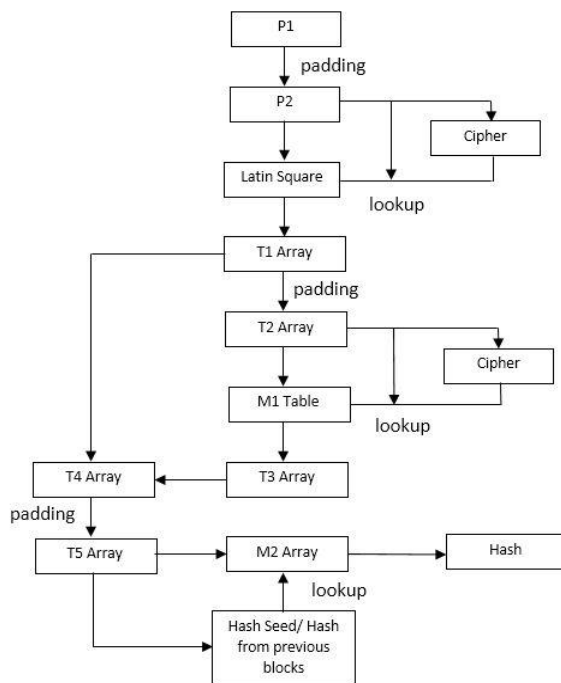 P1
padding
P2
Cipher
Latin Square
lookup
T1 Array
padding
T2 Array
Cipher
M1 Table
lookup
T4 Array
T3 Array
padding
T5 Array
M2 Array
Hash
lookup
Hash Seed/ Hash
from previous
blocks